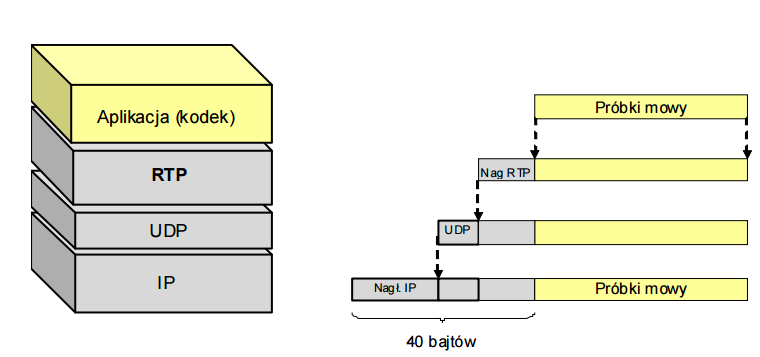 Aplikacja (kodek)
RTP
UDP
IP
Próbki mowy
Nag RTP
UDP
Nagł. IP
Próbki mowy
40 bajtów